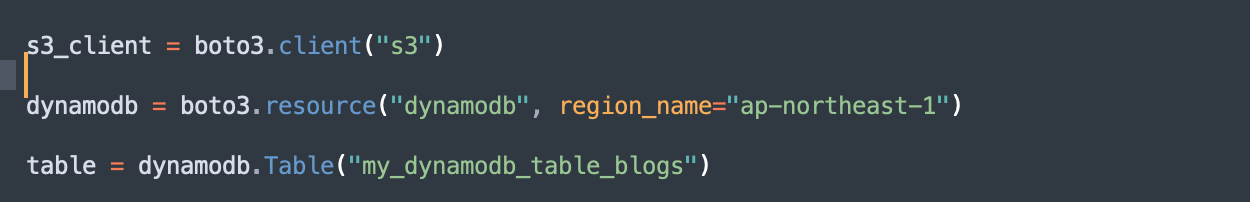 s3_client = boto3.client("s3")
dynamodb = boto3.resource("dynamodb", region_name="ap-northeast-1")
table = dynamodb.Table("my_dynamodb_table_blogs")